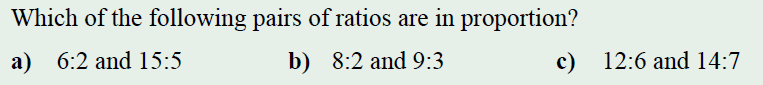 Which of the following pairs of ratios are in proportion?
a) 6:2 and 15:5 b) 8:2 and 9:3 c) 12:6 and 14:7